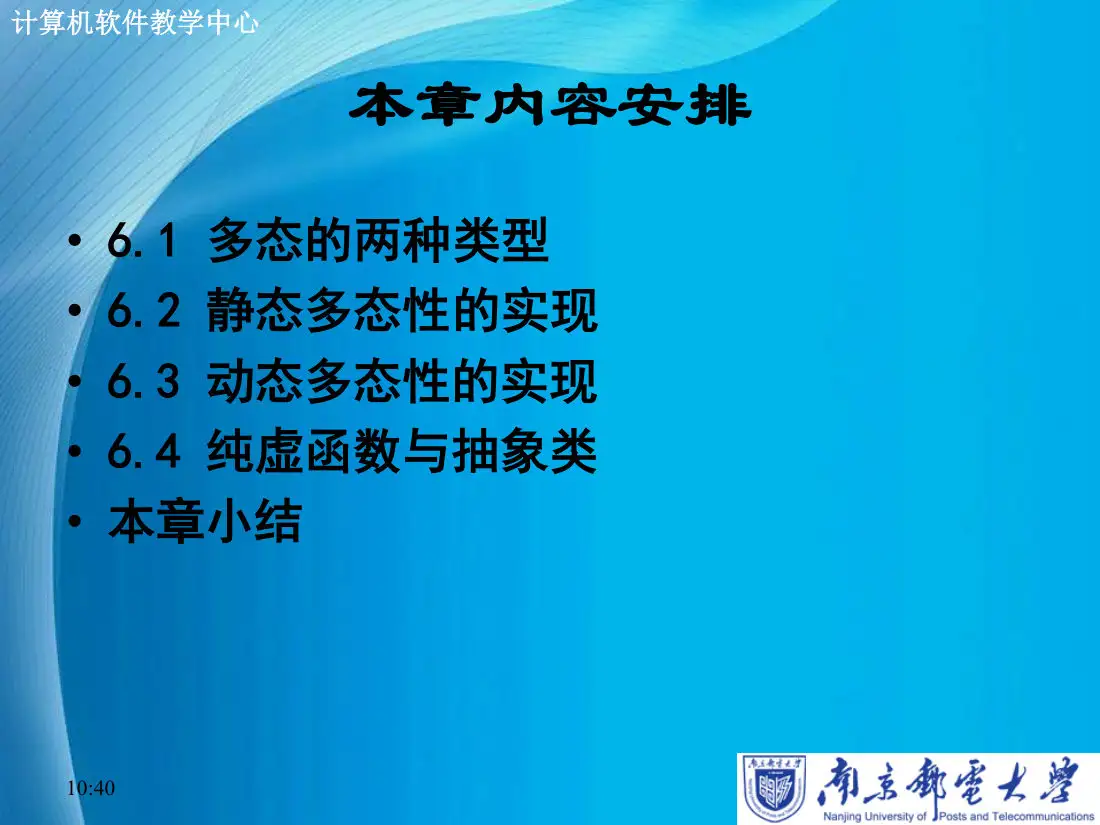 计算机软件教学中心
本章内容安排
• 6.1 多态的两种类型
• 6.2 静态多态性的实现
• 6.3 动态多态性的实现
• 6.4 纯虚函数与抽象类
• 本章小结
10:40
南京郵電大學
Nanjing University of Posts and Telecommunications